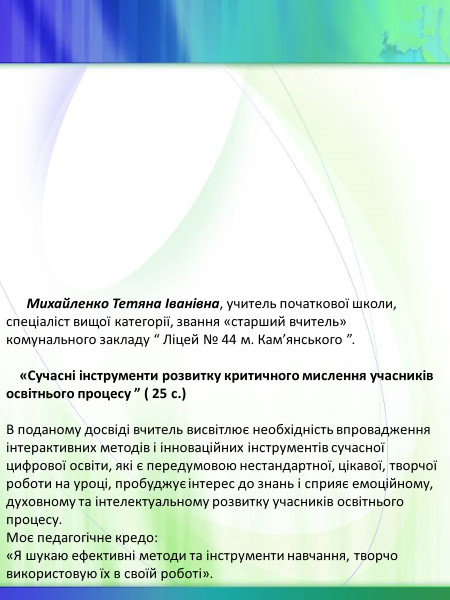 Михайленко Тетяна Іванівна, учитель початкової школи,
спеціаліст вищої категорії, звання «старший вчитель»
комунального закладу “ Ліцей № 44 м. Кам’янського ”.
«Сучасні інструменти розвитку критичного мислення учасників
освітнього процесу ” ( 25 с.)
В поданому досвіді вчитель висвітлює необхідність впровадження
інтерактивних методів і інноваційних інструментів сучасної
цифрової освіти, які є передумовою нестандартної, цікавої, творчої
роботи на уроці, пробуджує інтерес до знань і сприяє емоційному,
духовному та інтелектуальному розвитку учасників освітнього
процесу.
Моє педагогічне кредо:
«Я шукаю ефективні методи та інструменти навчання, творчо
використовую їх в своїй роботі».